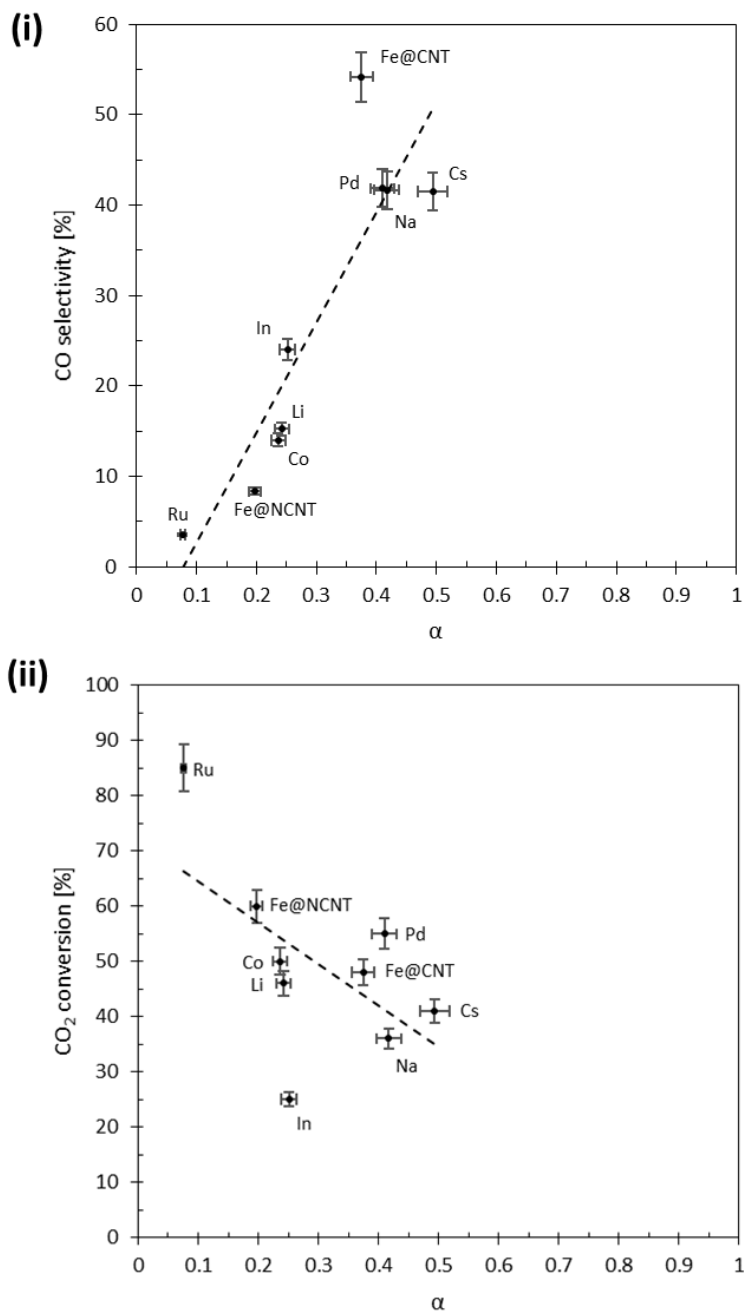 (i)
60
50
40
30
20
10
0
CO selectivity [%]
Fe@CNT
Pd
Cs
Na
In
Li
Co
Fe@NCNT
Ru
0 0.1 0.2 0.3 0.4 0.5 0.6 0.7 0.8 0.9 1
α
(ii)
100
90
80
70
60
50
40
30
20
10
0
CO₂ conversion [%]
Ru
Fe@NCNT
Pd
Co
Fe@CNT
Li
Cs
Na
In
0 0.1 0.2 0.3 0.4 0.5 0.6 0.7 0.8 0.9 1
α